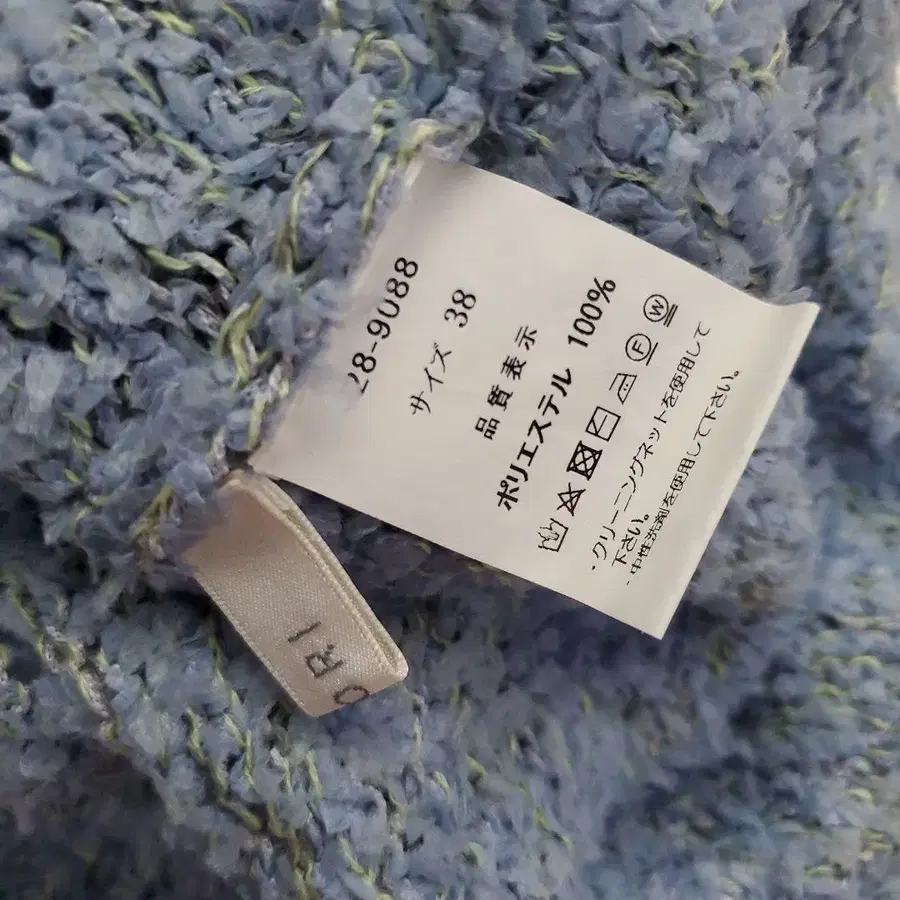 28-9088
サイズ 38
品質表示
ポリエステル 100%
F W
・クリーニングネットを使用して
下さい。
・中性洗剤を使用して下さい。
ORI